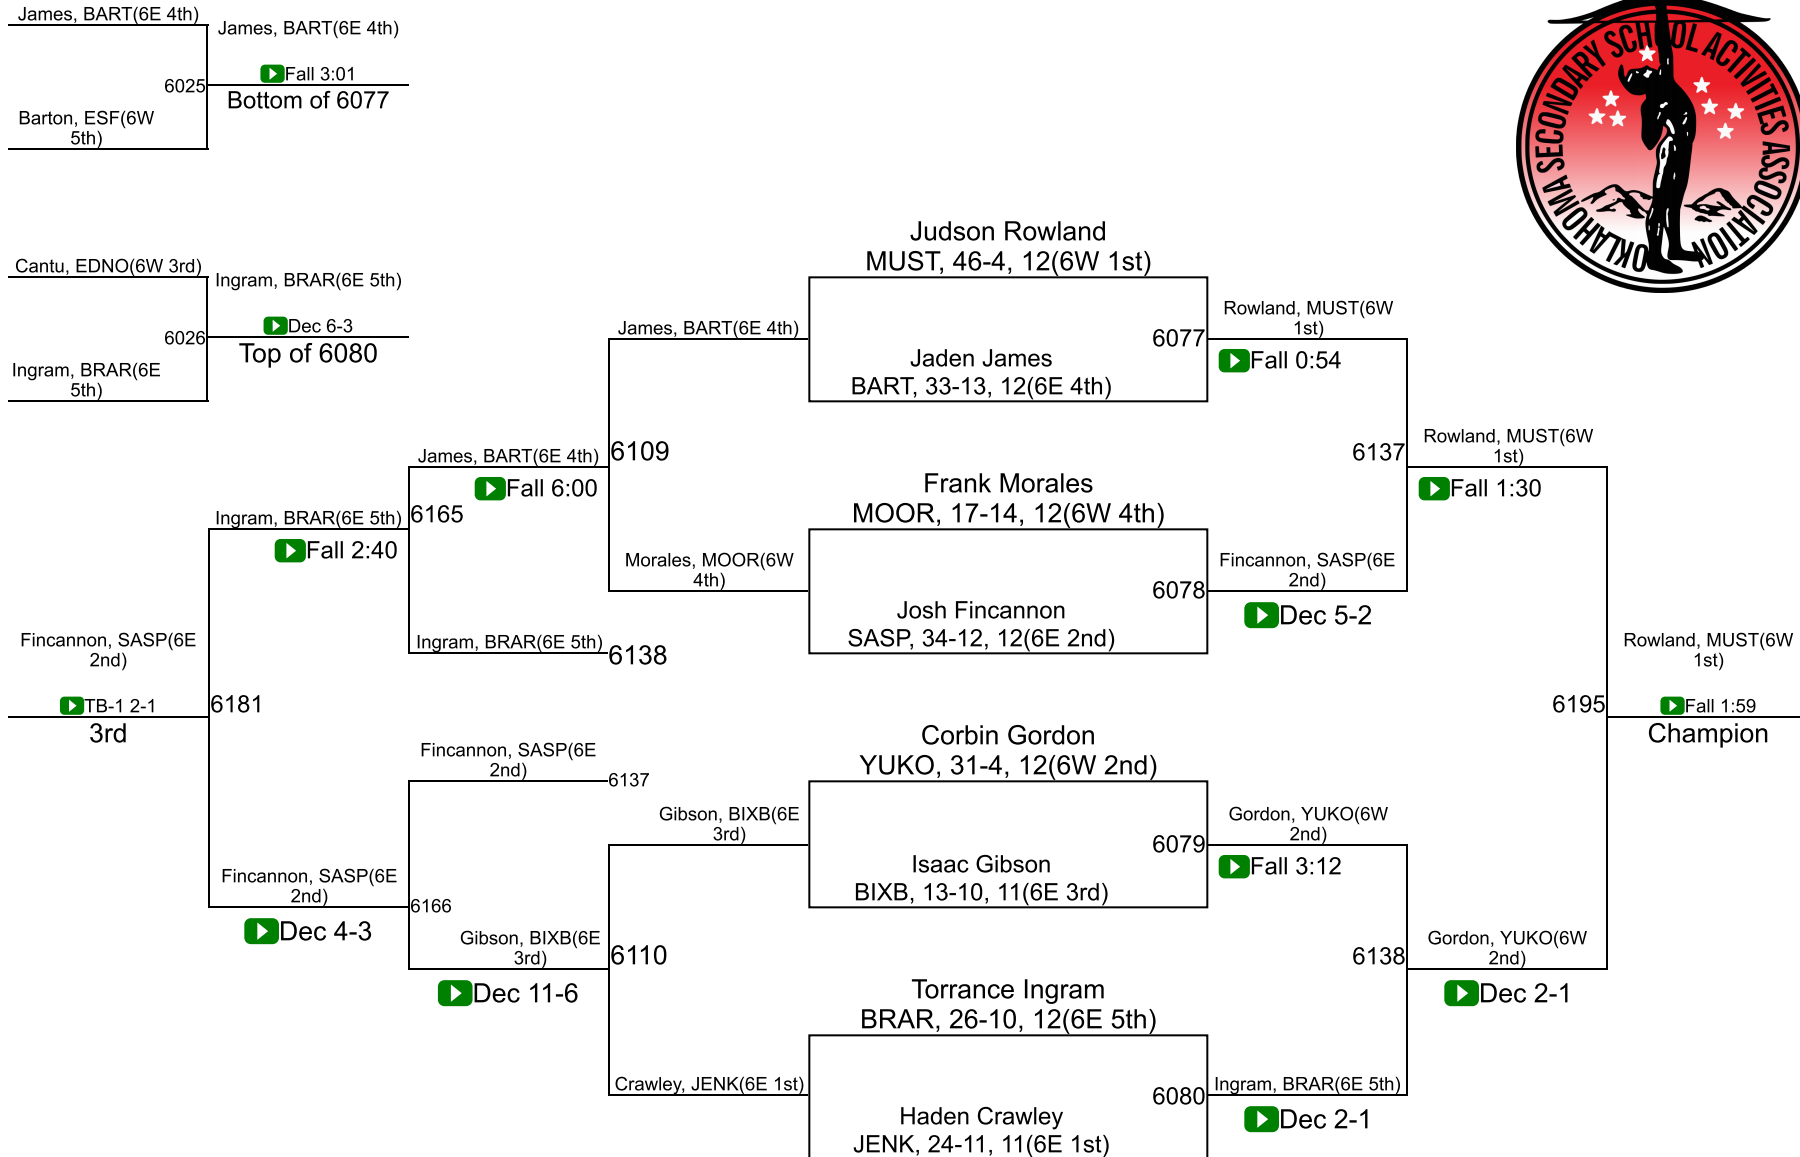 James, BART(6E 4th)
James, BART(6E 4th)
Fall 3:01
6025
Bottom of 6077
Barton, ESF(6W
5th)
OKLAHOMA SECONDARY SCHOOL ACTIVITIES ASSOCIATION
Cantu, EDNO(6W 3rd)
Ingram, BRAR(6E 5th)
Dec 6-3
6026
Top of 6080
Ingram, BRAR(6E
5th)
Judson Rowland
MUST, 46-4, 12(6W 1st)
James, BART(6E 4th)
6077
Jaden James
BART, 33-13, 12(6E 4th)
Rowland, MUST(6W
1st)
Fall 0:54
James, BART(6E 4th)
6109
Fall 6:00
6137
Rowland, MUST(6W
1st)
Fall 1:30
Frank Morales
MOOR, 17-14, 12(6W 4th)
Ingram, BRAR(6E 5th)
6165
Fall 2:40
Morales, MOOR(6W
4th)
6078
Josh Fincannon
SASP, 34-12, 12(6E 2nd)
Fincannon, SASP(6E
2nd)
Dec 5-2
Ingram, BRAR(6E 5th)
6138
Fincannon, SASP(6E
2nd)
TB-1 2-1
3rd
6181
6195
Rowland, MUST(6W
1st)
Fall 1:59
Champion
Fincannon, SASP(6E
2nd)
6137
Corbin Gordon
YUKO, 31-4, 12(6W 2nd)
Gibson, BIXB(6E
3rd)
6079
Isaac Gibson
BIXB, 13-10, 11(6E 3rd)
Gordon, YUKO(6W
2nd)
Fall 3:12
Fincannon, SASP(6E
2nd)
6166
Dec 4-3
Gibson, BIXB(6E
3rd)
6110
Dec 11-6
6138
Gordon, YUKO(6W
2nd)
Dec 2-1
Torrance Ingram
BRAR, 26-10, 12(6E 5th)
Crawley, JENK(6E 1st)
6080
Haden Crawley
JENK, 24-11, 11(6E 1st)
Ingram, BRAR(6E 5th)
Dec 2-1